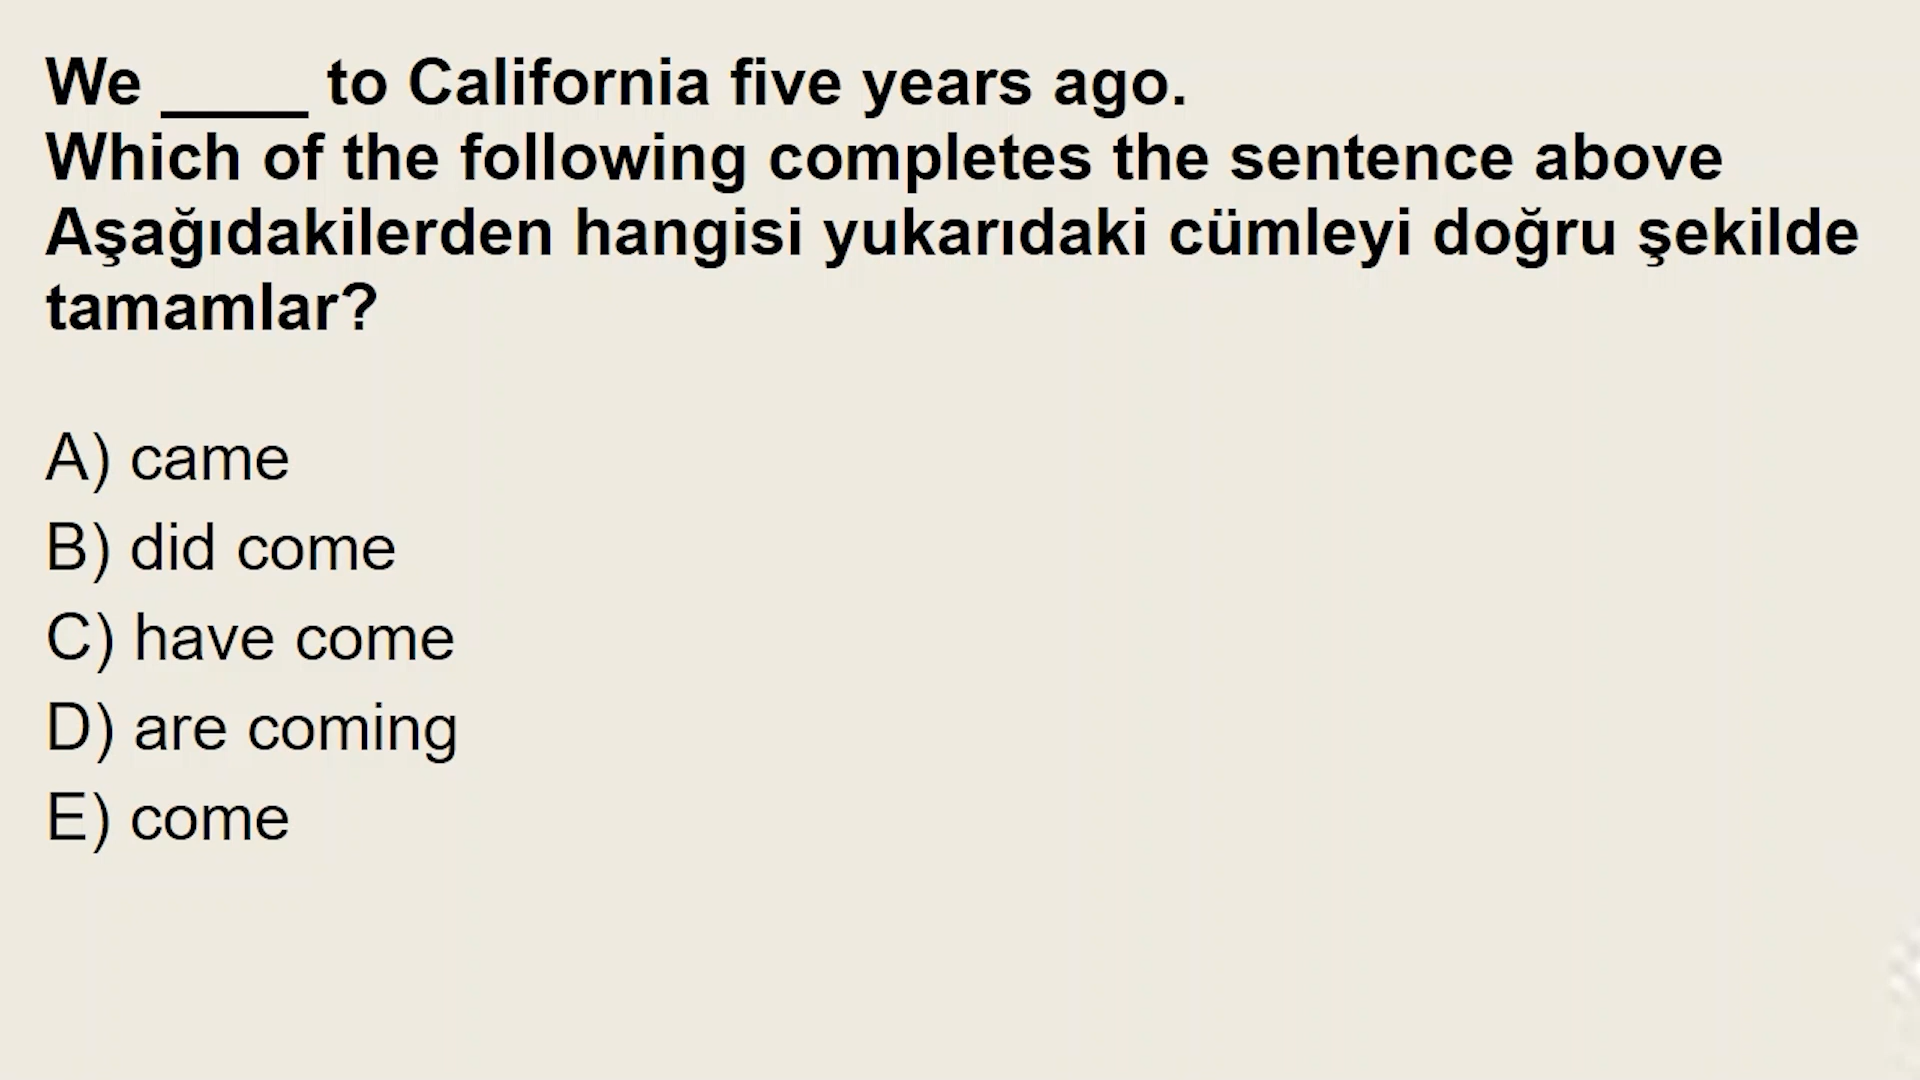 We ____ to California five years ago.
Which of the following completes the sentence above
Aşağıdakilerden hangisi yukarıdaki cümleyi doğru şekilde
tamamlar?
A) came
B) did come
C) have come
D) are coming
E) come